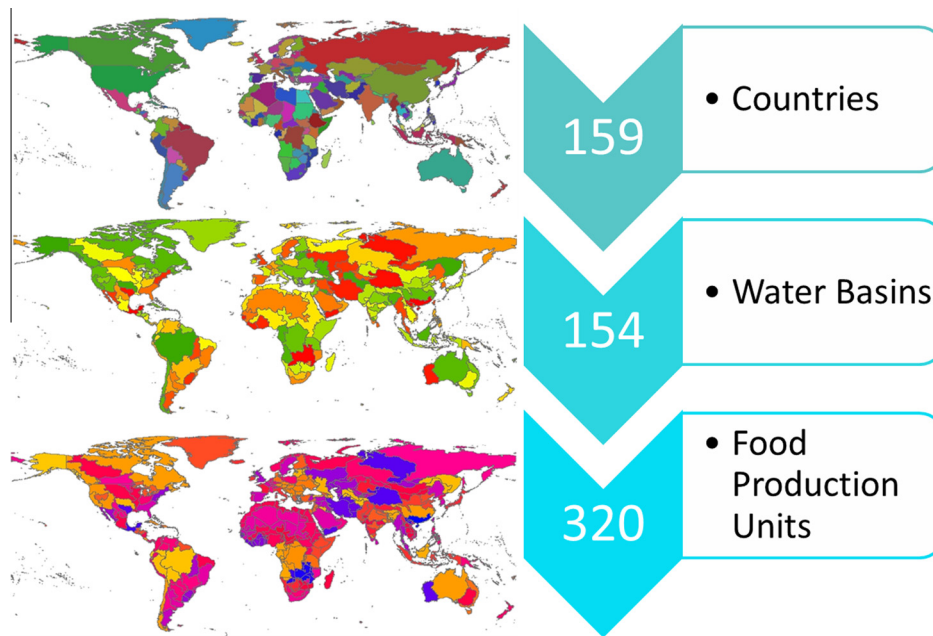 159
• Countries
154
• Water Basins
320
• Food
Production
Units